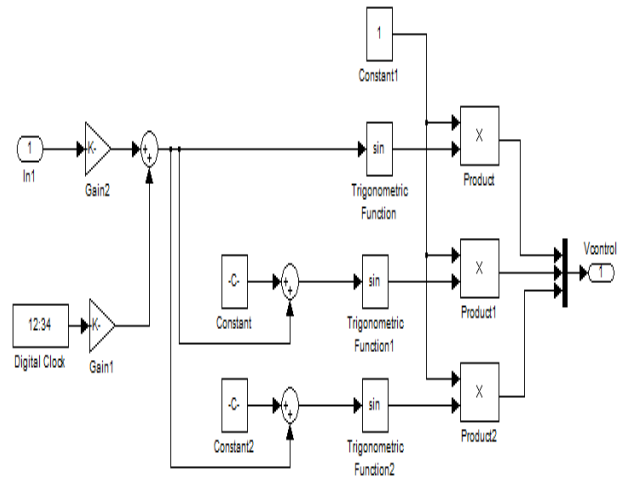 1
Constant1
1
In1
-K-
Gain2
+
+
sin
Trigonometric
Function
X
Product
Vcontrol
1
12:34
Digital Clock
-K-
Gain1
-C-
Constant
+
+
sin
Trigonometric
Function1
X
Product1
-C-
Constant2
+
+
sin
Trigonometric
Function2
X
Product2